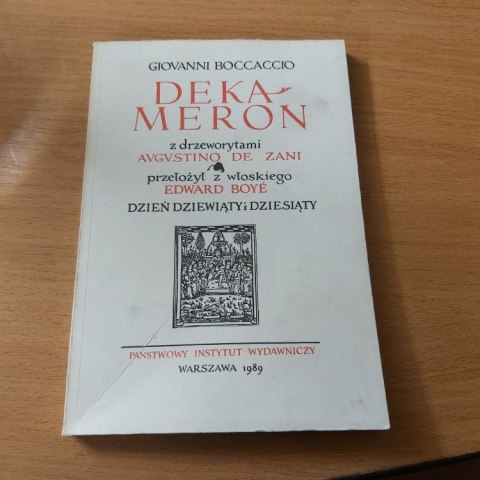 GIOVANNI BOCCACCIO
DEKA
MERON
z drzeworytami
AVGVSTINO DE ZANI
przełożył z włoskiego
EDWARD BOYÉ
DZIEŃ DZIEWIĄTY i DZIESIĄTY
PAŃSTWOWY INSTYTUT WYDAWNICZY
WARSZAWA 1989